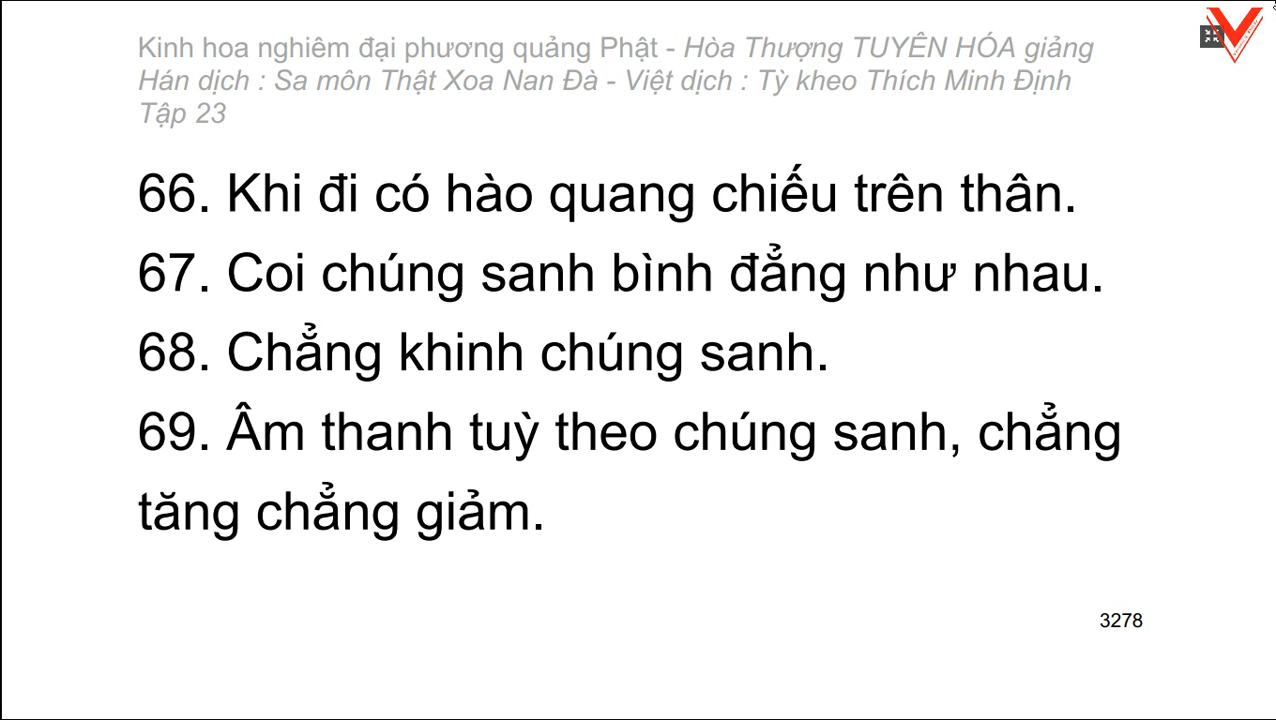 Kinh hoa nghiêm đại phương quảng Phật - Hòa Thượng TUYÊN HÓA giảng
Hán dịch : Sa môn Thật Xoa Nan Đà - Việt dịch : Tỳ kheo Thích Minh Định
Tập 23
66. Khi đi có hào quang chiếu trên thân.
67. Coi chúng sanh bình đẳng như nhau.
68. Chẳng khinh chúng sanh.
69. Âm thanh tuỳ theo chúng sanh, chẳng
tăng chẳng giảm.
3278